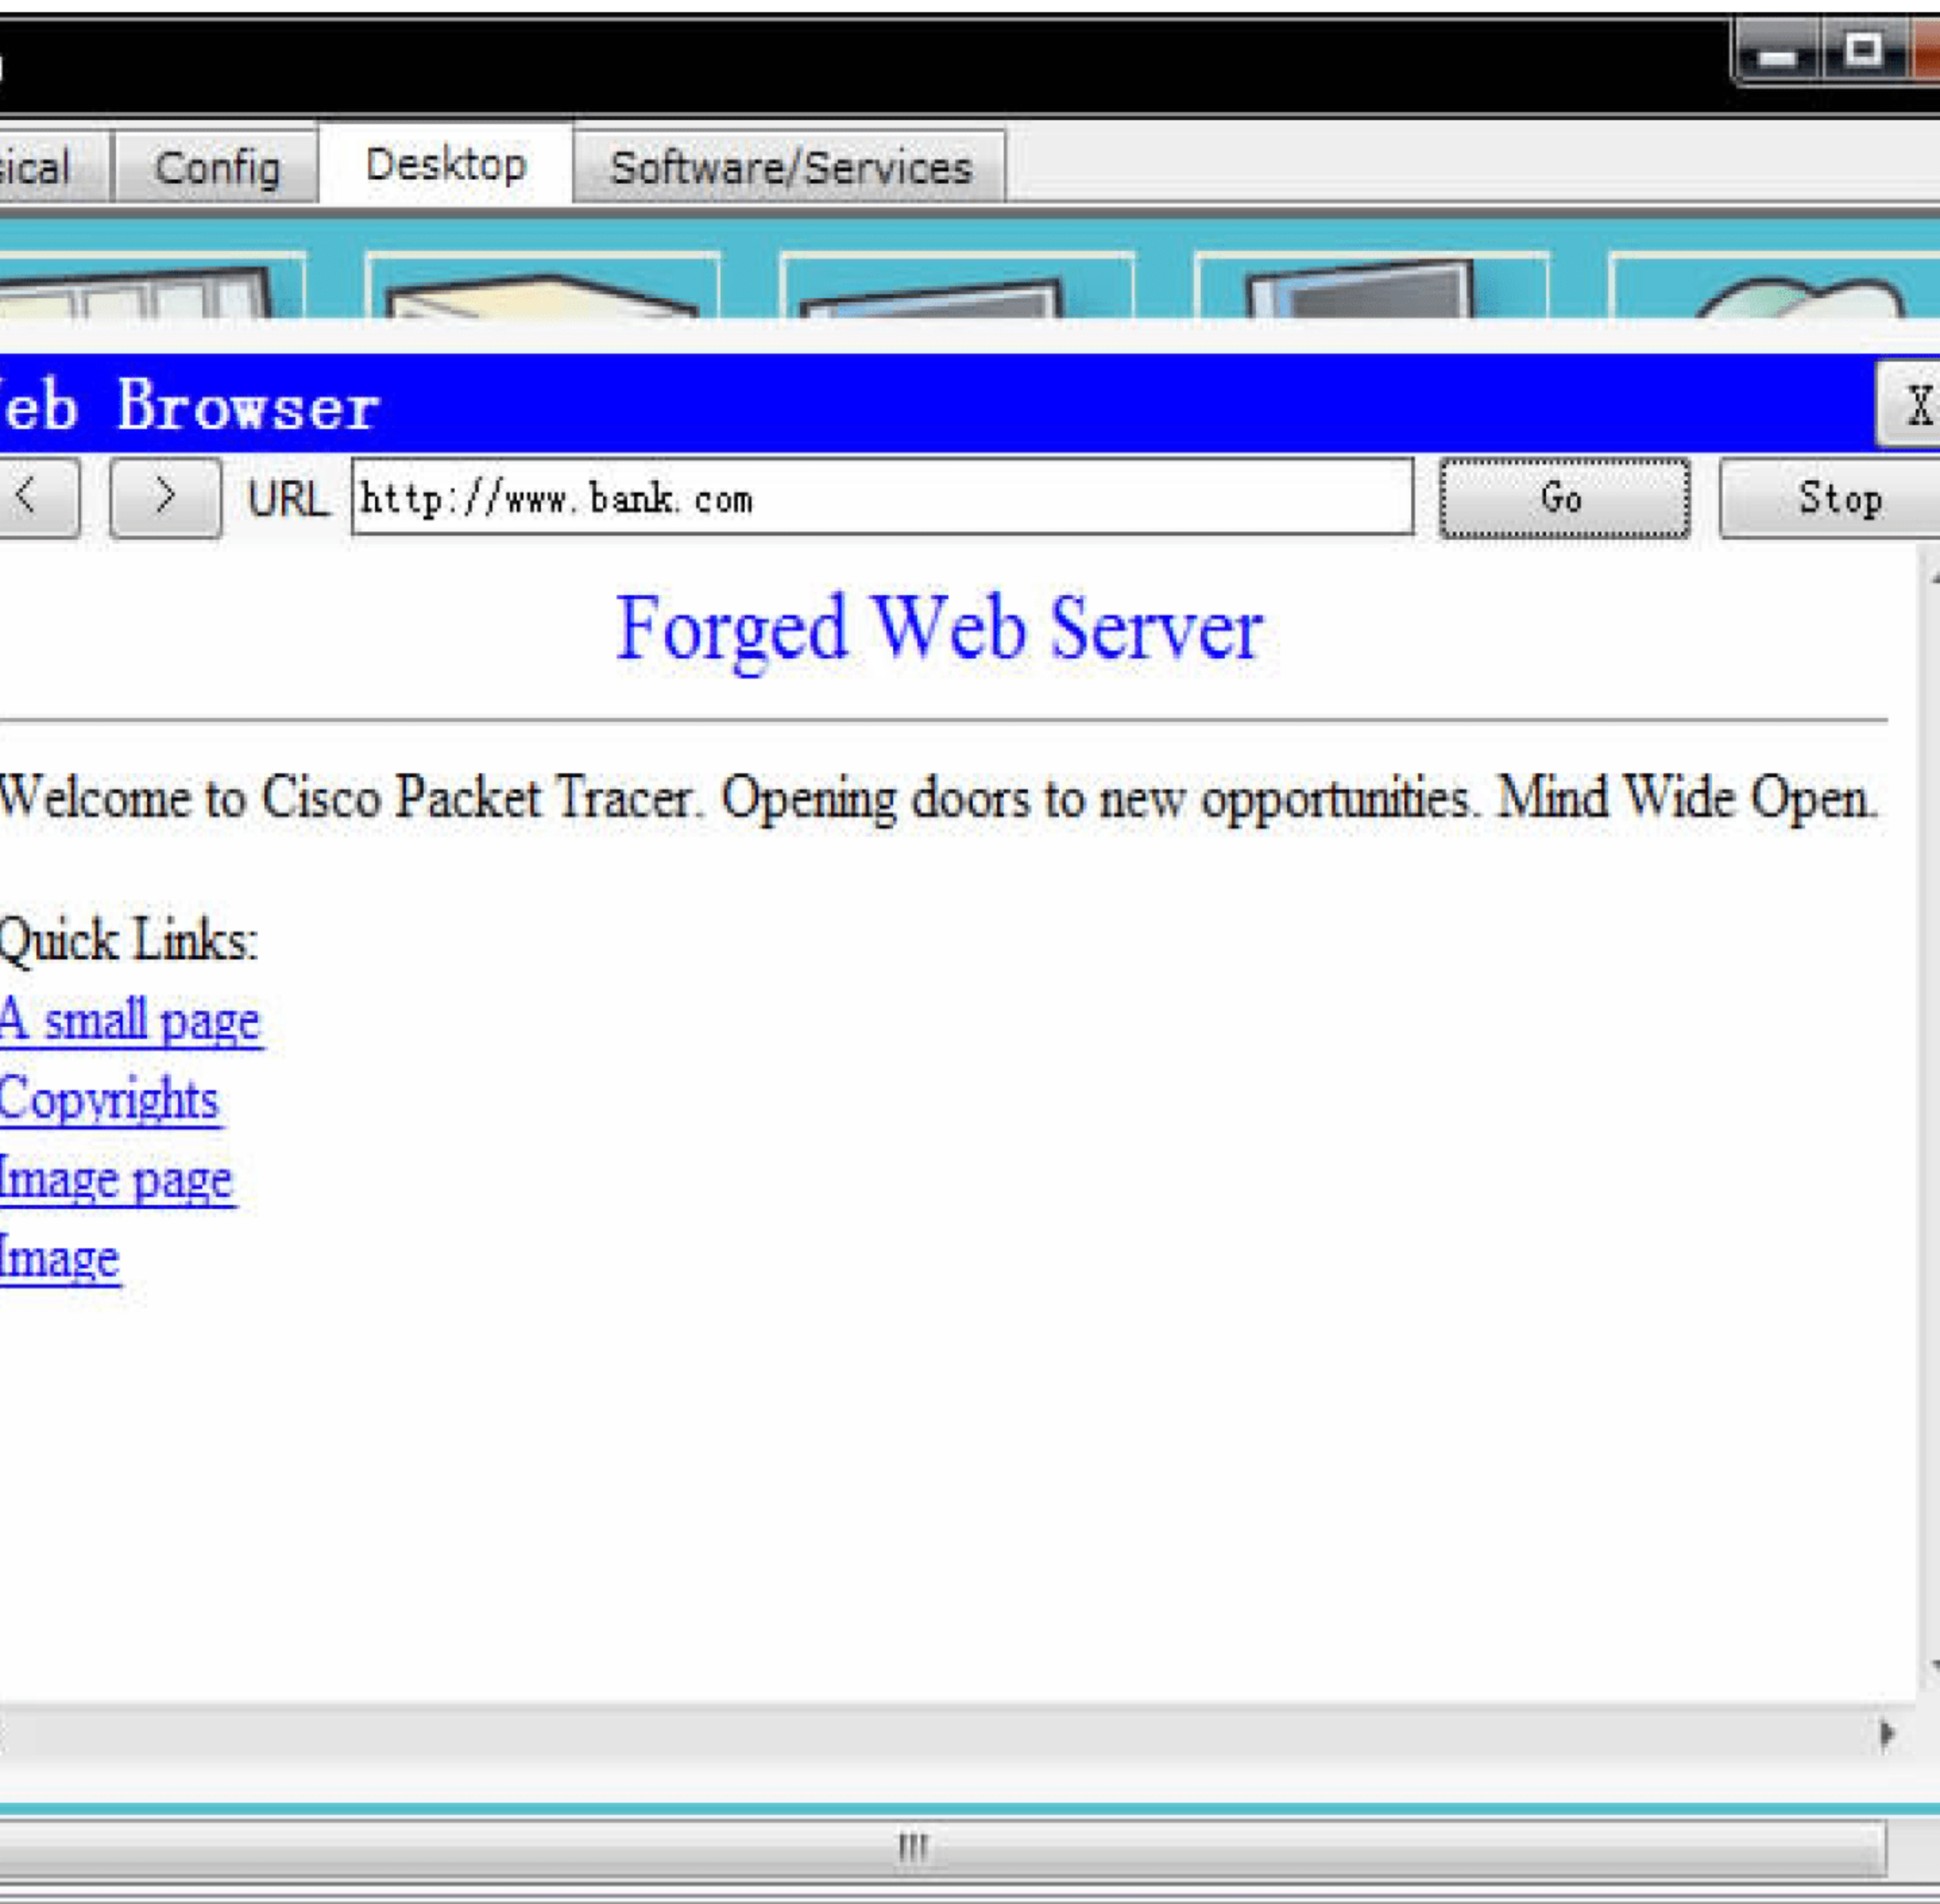 sical Config Desktop Software/Services
eb Browser X
< > URL http://www.bank.com Go Stop
Forged Web Server
Welcome to Cisco Packet Tracer. Opening doors to new opportunities. Mind Wide Open.
Quick Links:
A small page
Copyrights
Image page
Image